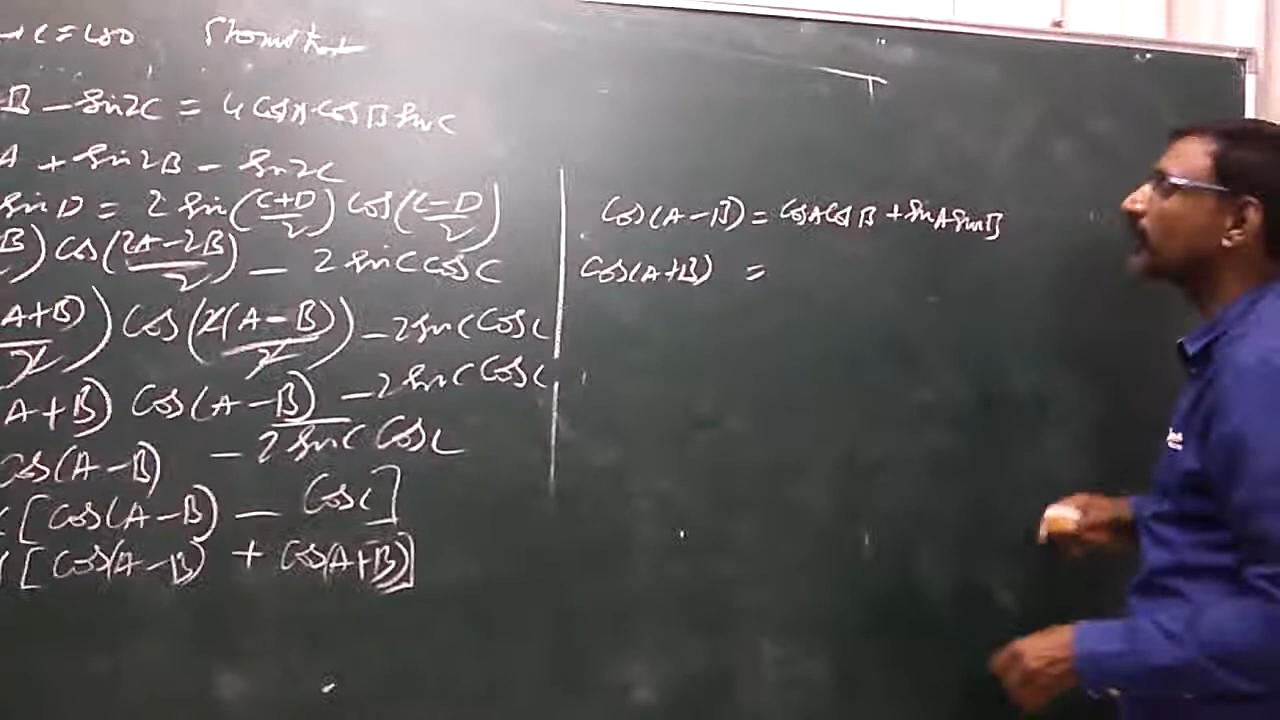 +C=180 Show that
B - Sin2C = 4 CosA CosB SinC
A + Sin2B - Sin2C
SinD = 2 Sin(C+D/2) Cos(C-D/2)
B) Cos(2A-2B/2) - 2 SinC CosC
(A+B)/2) Cos(2(A-B)/2) - 2 SinC CosC
(A+B) Cos(A-B) - 2 SinC CosC
Cos(A-B) - 2 SinC CosC
[Cos(A-B) - CosC]
[Cos(A-B) + Cos(A+B)]
Cos(A-B) = CosA CosB + SinA SinB
Cos(A+B) =